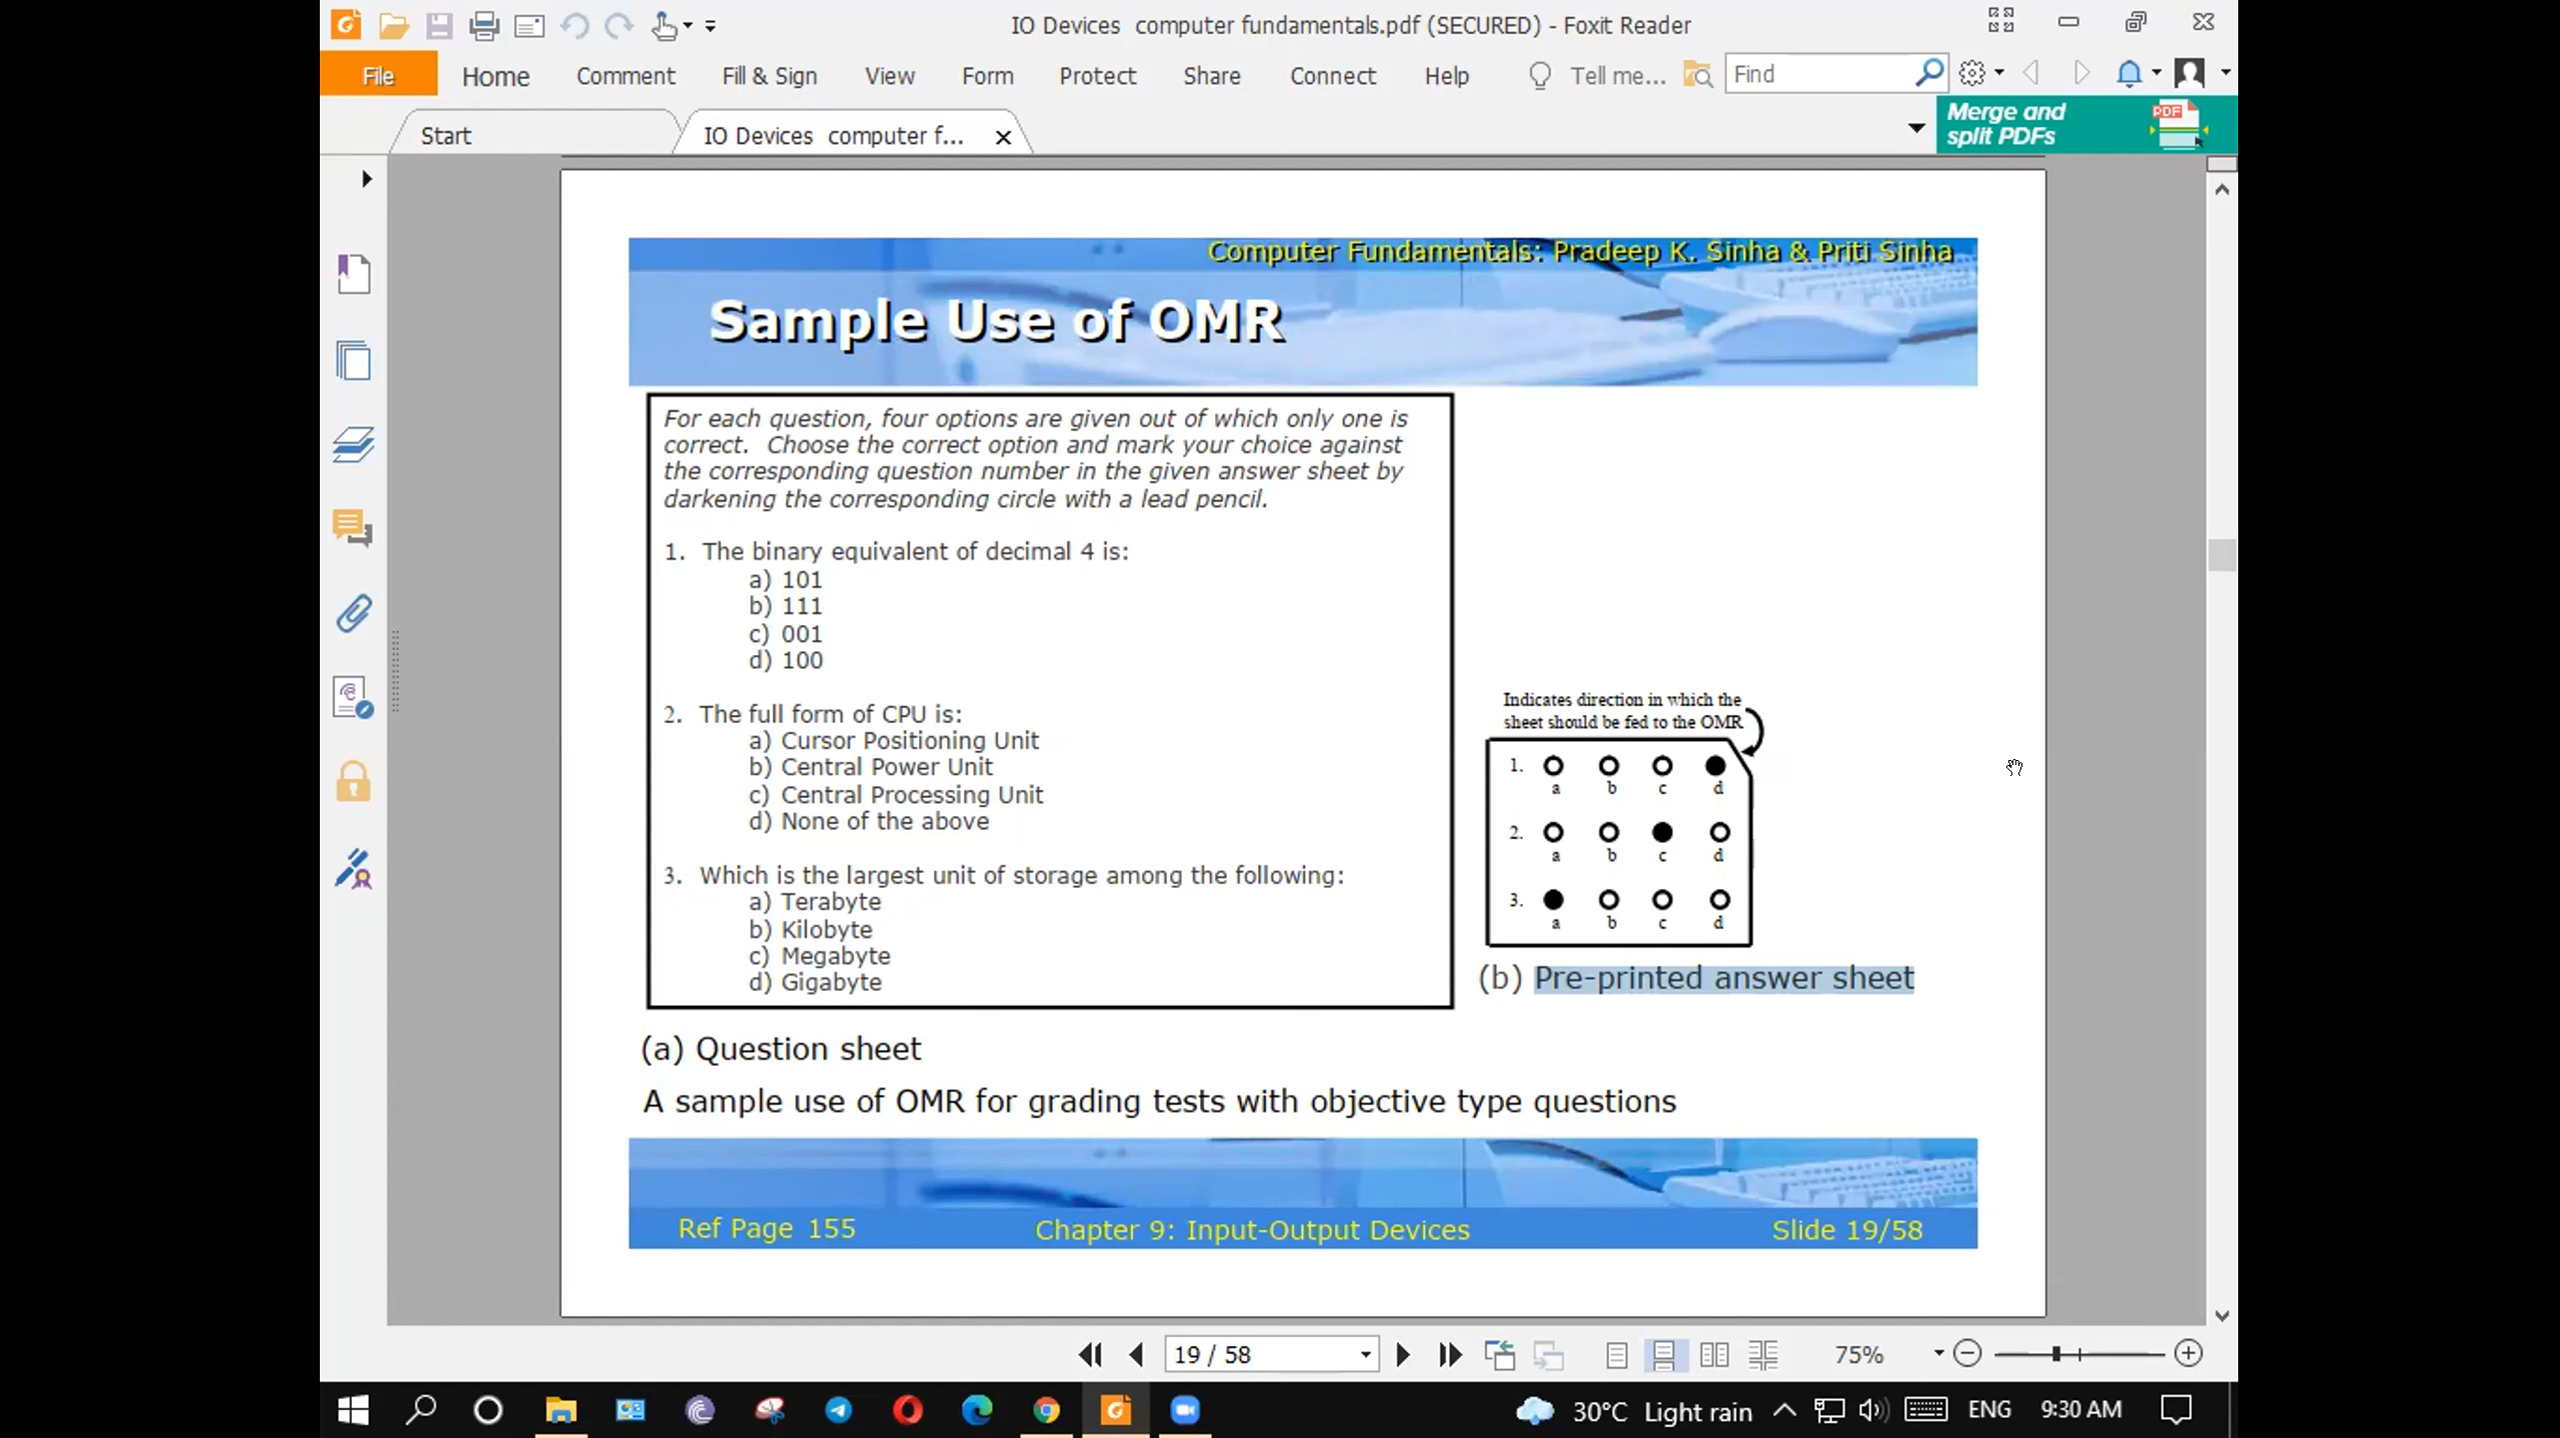 IO Devices  computer fundamentals.pdf (SECURED) - Foxit Reader
File Home Comment Fill & Sign View Form Protect Share Connect Help Tell me... Find
Start
IO Devices  computer f...
Merge and
split PDFs
PDF
Computer Fundamentals: Pradeep K. Sinha & Priti Sinha
Sample Use of OMR
For each question, four options are given out of which only one is
correct.  Choose the correct option and mark your choice against
the corresponding question number in the given answer sheet by
darkening the corresponding circle with a lead pencil.
1. The binary equivalent of decimal 4 is:
a) 101
b) 111
c) 001
d) 100
2. The full form of CPU is:
a) Cursor Positioning Unit
b) Central Power Unit
c) Central Processing Unit
d) None of the above
3. Which is the largest unit of storage among the following:
a) Terabyte
b) Kilobyte
c) Megabyte
d) Gigabyte
Indicates direction in which the
sheet should be fed to the OMR
1.
a b c d
2.
a b c d
3.
a b c d
(b) Pre-printed answer sheet
(a) Question sheet
A sample use of OMR for grading tests with objective type questions
Ref Page 155 Chapter 9: Input-Output Devices Slide 19/58
19 / 58 75%
30°C Light rain ENG 9:30 AM